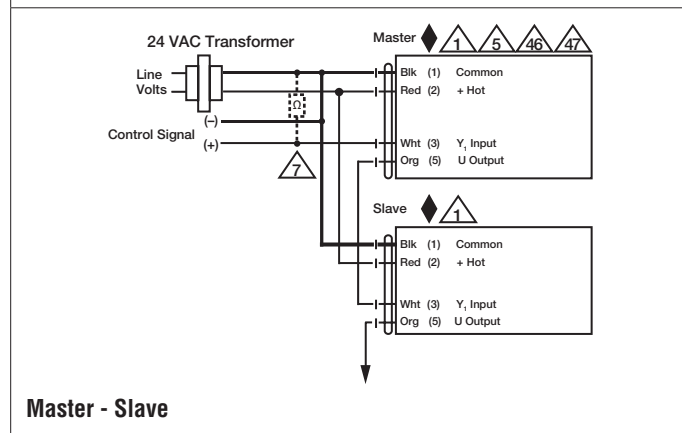 24 VAC Transformer
Line
Volts
(–)
Control Signal
(+)
Ω
7
Master
1
5
46
47
Blk (1) Common
Red (2) + Hot
Wht (3) Y₁ Input
Org (5) U Output
Slave
1
Blk (1) Common
Red (2) + Hot
Wht (3) Y₁ Input
Org (5) U Output
Master - Slave